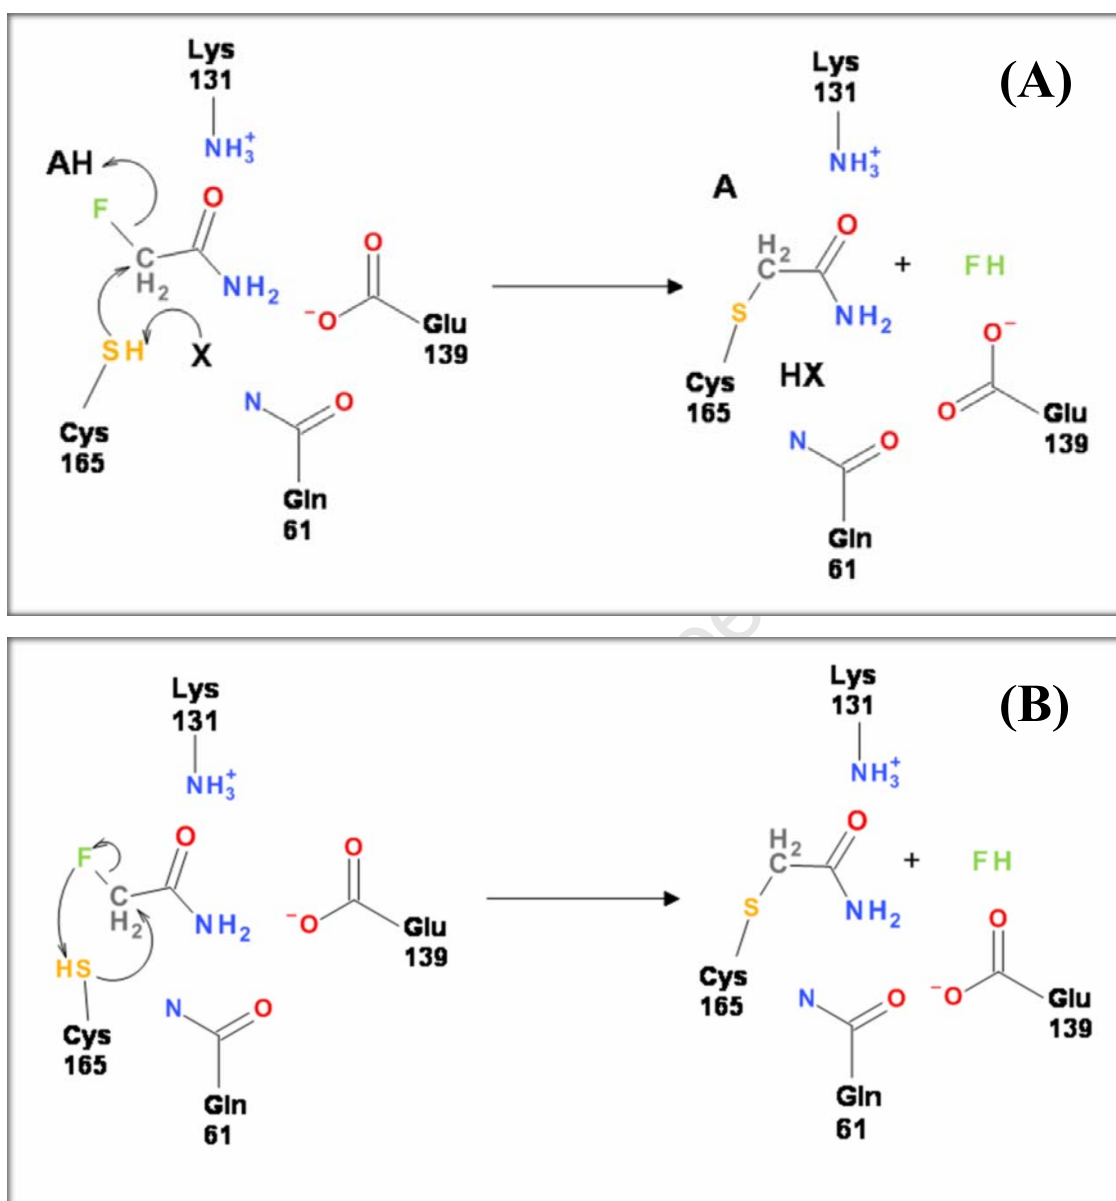 (A)
Lys
131
NH3+
AH
F
O
C
H2
NH2
O
−O
Glu
139
SH
X
Cys
165
N
O
Gln
61
Lys
131
NH3+
A
O
H2
C
+
FH
S
NH2
O−
Cys
165
HX
O
Glu
139
N
O
Gln
61
(B)
Lys
131
NH3+
F
O
C
H2
NH2
O
−O
Glu
139
HS
Cys
165
N
O
Gln
61
Lys
131
NH3+
O
H2
C
+
FH
S
NH2
O
Cys
165
N
O
−O
Glu
139
Gln
61